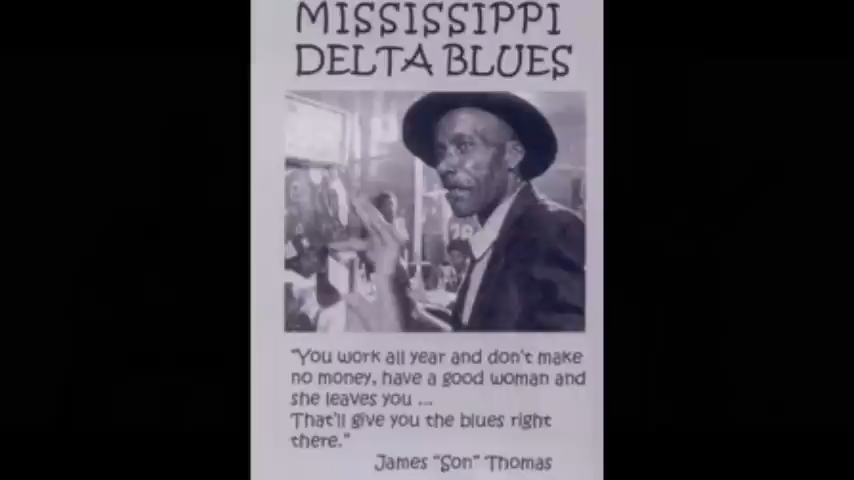 MISSISSIPPI
DELTA BLUES
"You work all year and don't make
no money, have a good woman and
she leaves you ...
That'll give you the blues right
there."
James "Son" Thomas